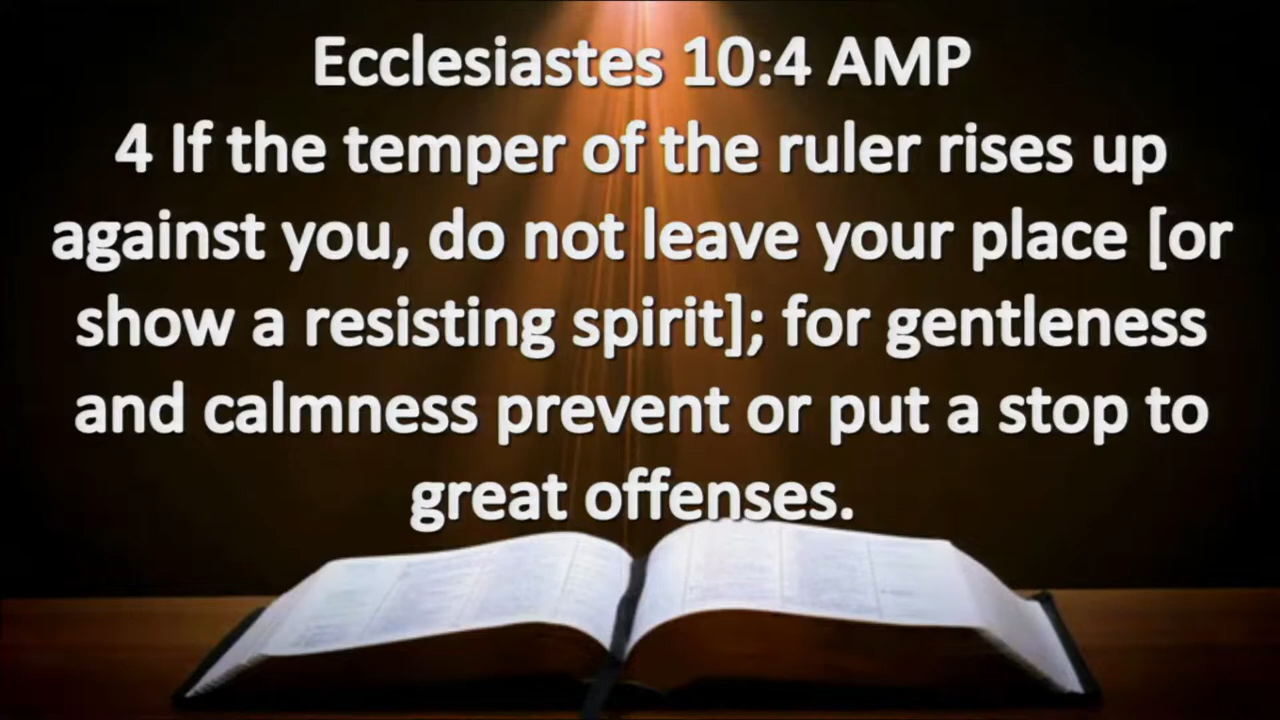 Ecclesiastes 10:4 AMP
4 If the temper of the ruler rises up
against you, do not leave your place [or
show a resisting spirit]; for gentleness
and calmness prevent or put a stop to
great offenses.